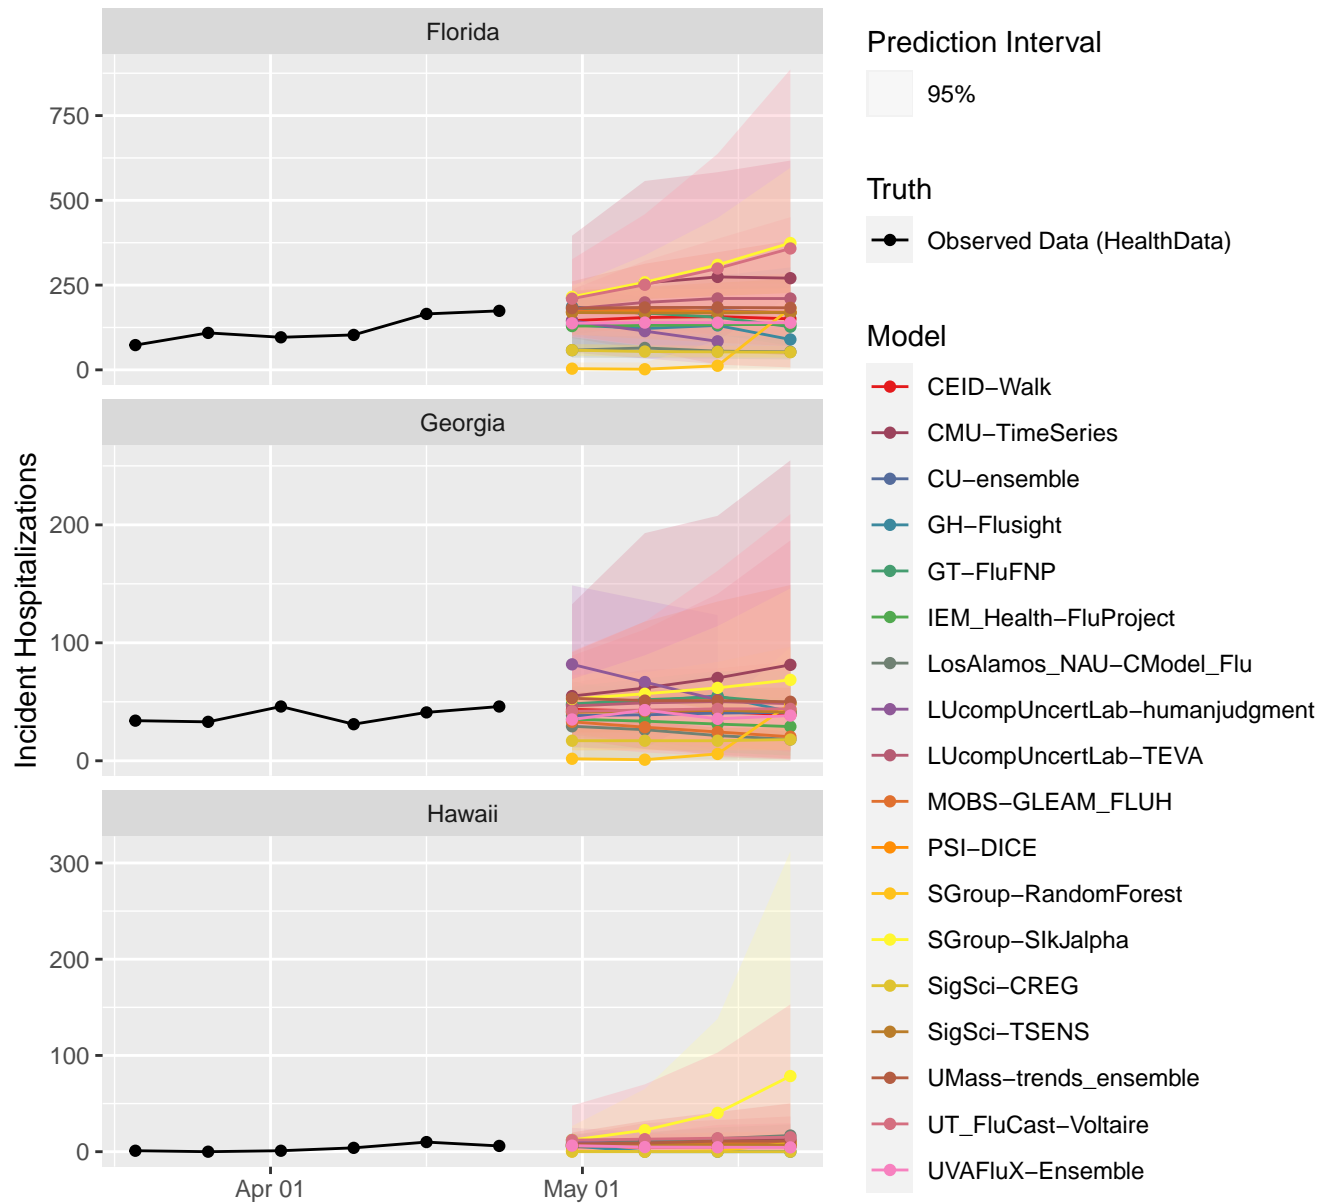 Florida
750
500
250
0
Georgia
200
100
0
Hawaii
300
200
100
0
Apr 01
May 01
Incident Hospitalizations
Prediction Interval
95%
Truth
Observed Data (HealthData)
Model
CEID−Walk
CMU−TimeSeries
CU−ensemble
GH−Flusight
GT−FluFNP
IEM_Health−FluProject
LosAlamos_NAU−CModel_Flu
LUcompUncertLab−humanjudgment
LUcompUncertLab−TEVA
MOBS−GLEAM_FLUH
PSI−DICE
SGroup−RandomForest
SGroup−SIkJalpha
SigSci−CREG
SigSci−TSENS
UMass−trends_ensemble
UT_FluCast−Voltaire
UVAFluX−Ensemble